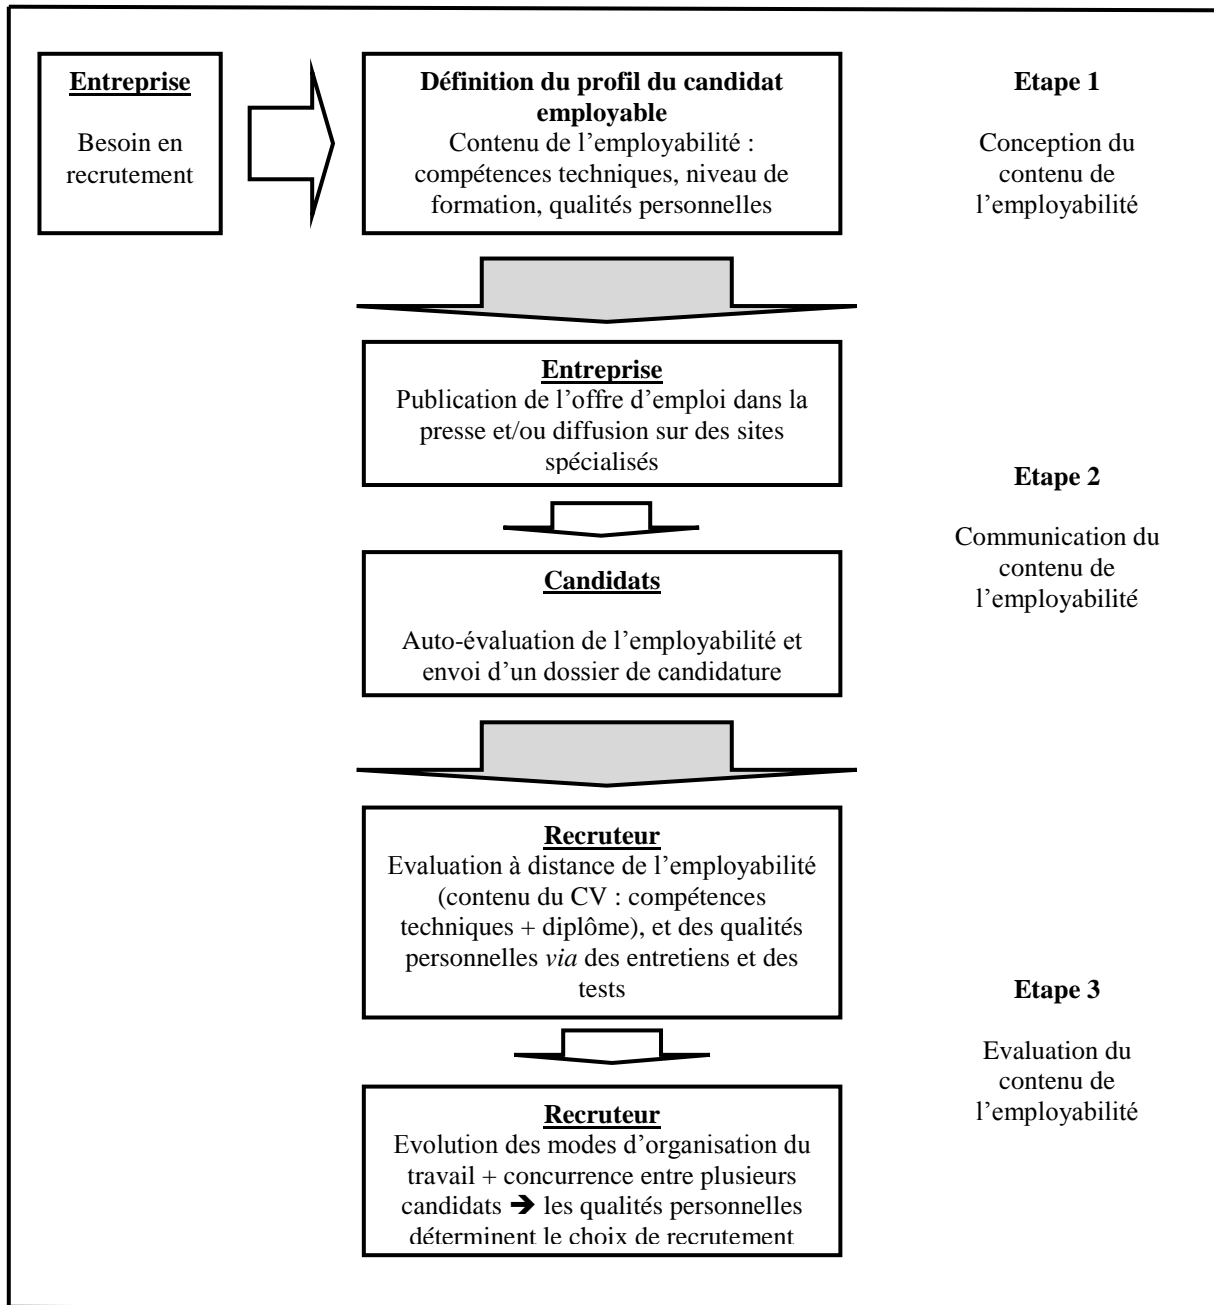 Entreprise
Besoin en
recrutement
Définition du profil du candidat
employable
Contenu de l’employabilité :
compétences techniques, niveau de
formation, qualités personnelles
Etape 1
Conception du
contenu de
l’employabilité
Entreprise
Publication de l’offre d’emploi dans la
presse et/ou diffusion sur des sites
spécialisés
Candidats
Auto-évaluation de l’employabilité et
envoi d’un dossier de candidature
Etape 2
Communication du
contenu de
l’employabilité
Recruteur
Evaluation à distance de l’employabilité
(contenu du CV : compétences
techniques + diplôme), et des qualités
personnelles via des entretiens et des
tests
Recruteur
Evolution des modes d’organisation du
travail + concurrence entre plusieurs
candidats ➔ les qualités personnelles
déterminent le choix de recrutement
Etape 3
Evaluation du
contenu de
l’employabilité